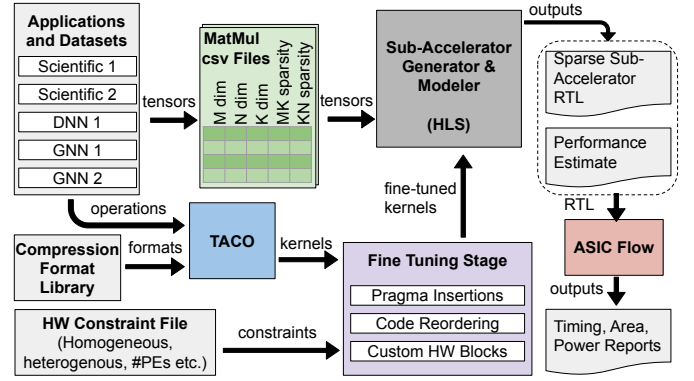 Applications
and Datasets
Scientific 1
Scientific 2
DNN 1
GNN 1
GNN 2
tensors
MatMul
csv Files
M dim
N dim
K dim
MK sparsity
KN sparsity
tensors
Sub-Accelerator
Generator &
Modeler
(HLS)
outputs
Sparse Sub-
Accelerator
RTL
Performance
Estimate
operations
Compression
Format
Library
formats
TACO
kernels
fine-tuned
kernels
Fine Tuning Stage
Pragma Insertions
Code Reordering
Custom HW Blocks
HW Constraint File
(Homogeneous,
heterogenous, #PEs etc.)
constraints
RTL
ASIC Flow
outputs
Timing, Area,
Power Reports